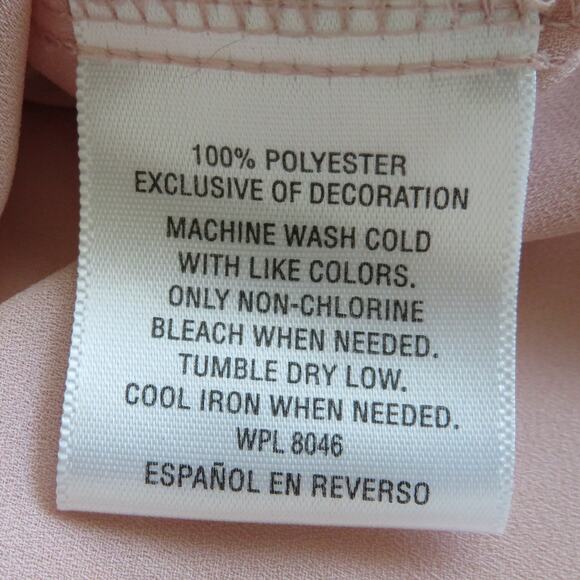 100% POLYESTER
EXCLUSIVE OF DECORATION
MACHINE WASH COLD
WITH LIKE COLORS.
ONLY NON-CHLORINE
BLEACH WHEN NEEDED.
TUMBLE DRY LOW.
COOL IRON WHEN NEEDED.
WPL 8046
ESPAÑOL EN REVERSO